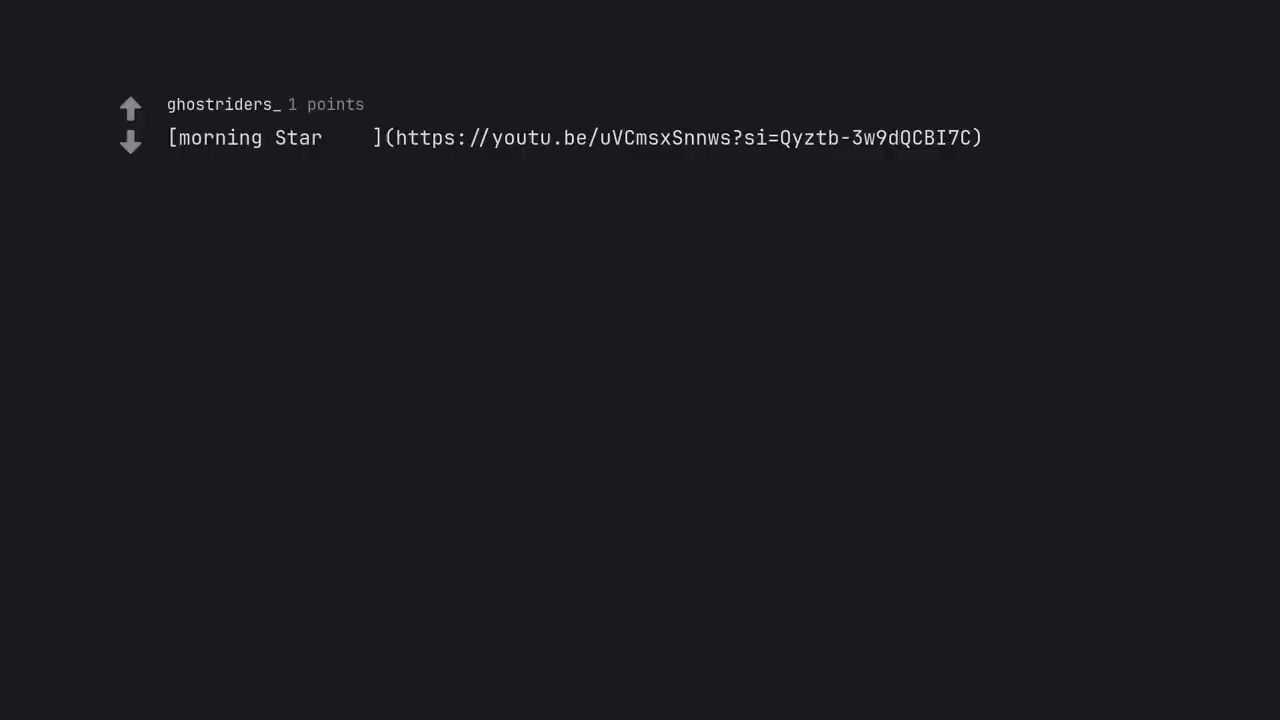 ghostriders_ 1 points
[morning Star    ](https://youtu.be/uVCmsxSnnws?si=Qyztb-3w9dQCBI7C)